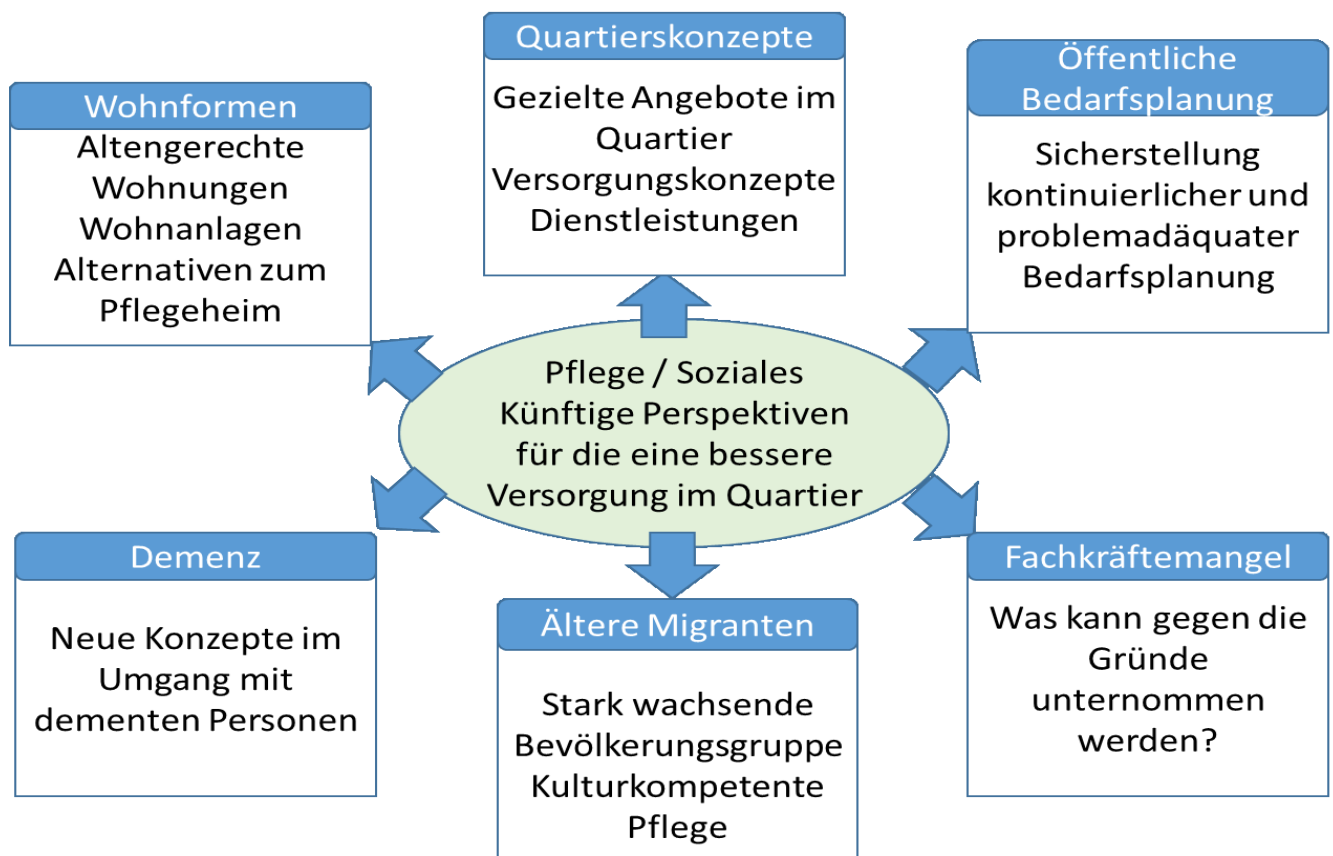 Quartierskonzepte
Gezielte Angebote im
Quartier
Versorgungskonzepte
Dienstleistungen
Öffentliche
Bedarfsplanung
Sicherstellung
kontinuierlicher und
problemadäquater
Bedarfsplanung
Wohnformen
Altengerechte
Wohnungen
Wohnanlagen
Alternativen zum
Pflegeheim
Pflege / Soziales
Künftige Perspektiven
für die eine bessere
Versorgung im Quartier
Demenz
Neue Konzepte im
Umgang mit
dementen Personen
Ältere Migranten
Stark wachsende
Bevölkerungsgruppe
Kulturkompetente
Pflege
Fachkräftemangel
Was kann gegen die
Gründe
unternommen
werden?